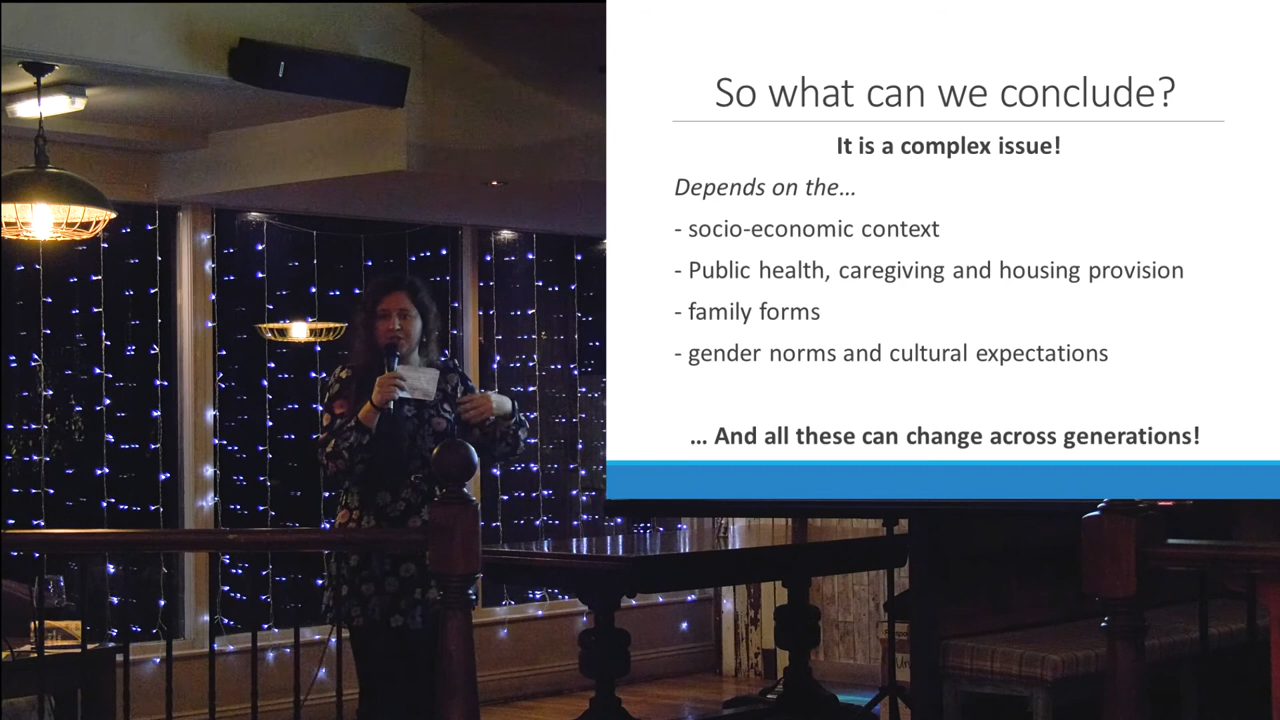 So what can we conclude?
It is a complex issue!
Depends on the…
- socio-economic context
- Public health, caregiving and housing provision
- family forms
- gender norms and cultural expectations
… And all these can change across generations!
Un